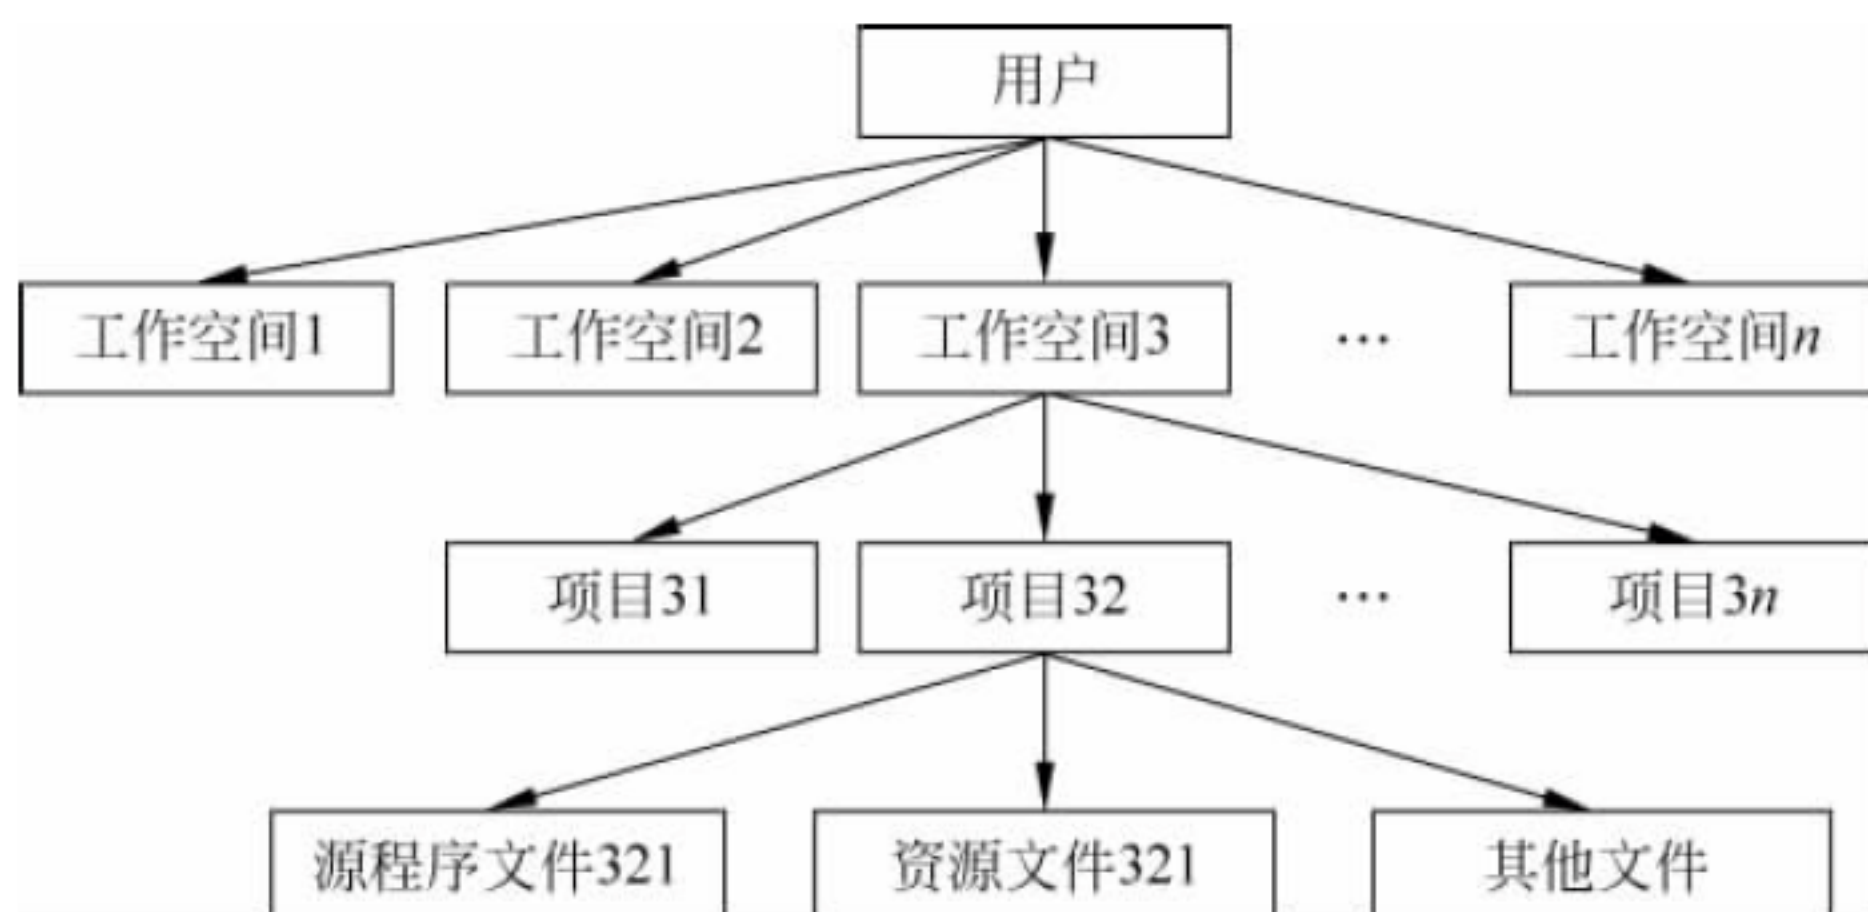 用户
工作空间1 工作空间2 工作空间3 … 工作空间n
项目31 项目32 … 项目3n
源程序文件321 资源文件321 其他文件